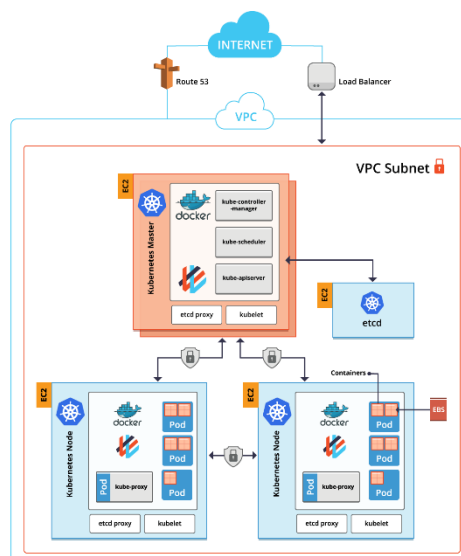 INTERNET
Route 53
Load Balancer
VPC
VPC Subnet
EC2
Kubernetes Master
docker
kube-controller
-manager
kube-scheduler
kube-apiserver
etcd proxy
kubelet
EC2
etcd
Containers
EC2
Kubernetes Node
docker
Pod
Pod
Pod
Pod
kube-proxy
etcd proxy
kubelet
EC2
Kubernetes Node
docker
Pod
Pod
Pod
Pod
kube-proxy
etcd proxy
kubelet
EBS